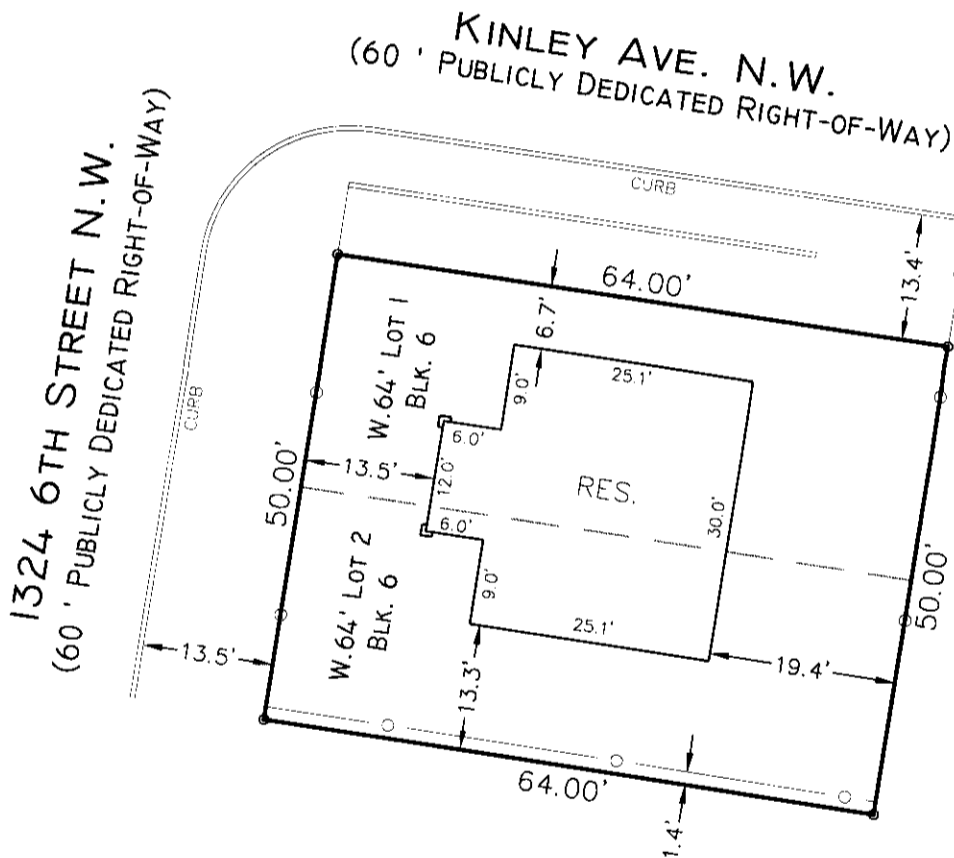 KINLEY AVE. N.W.
(60 ' PUBLICLY DEDICATED RIGHT-OF-WAY)
1324 6TH STREET N.W.
(60 ' PUBLICLY DEDICATED RIGHT-OF-WAY)
CURB
CURB
13.4'
64.00'
6.7'
W.64' LOT 1
BLK. 6
25.1'
9.0'
6.0'
13.5'
12.0'
RES.
50.00'
6.0'
30.0'
W.64' LOT 2
BLK. 6
9.0'
50.00'
25.1'
13.5'
19.4'
13.3'
64.00'
1.4'